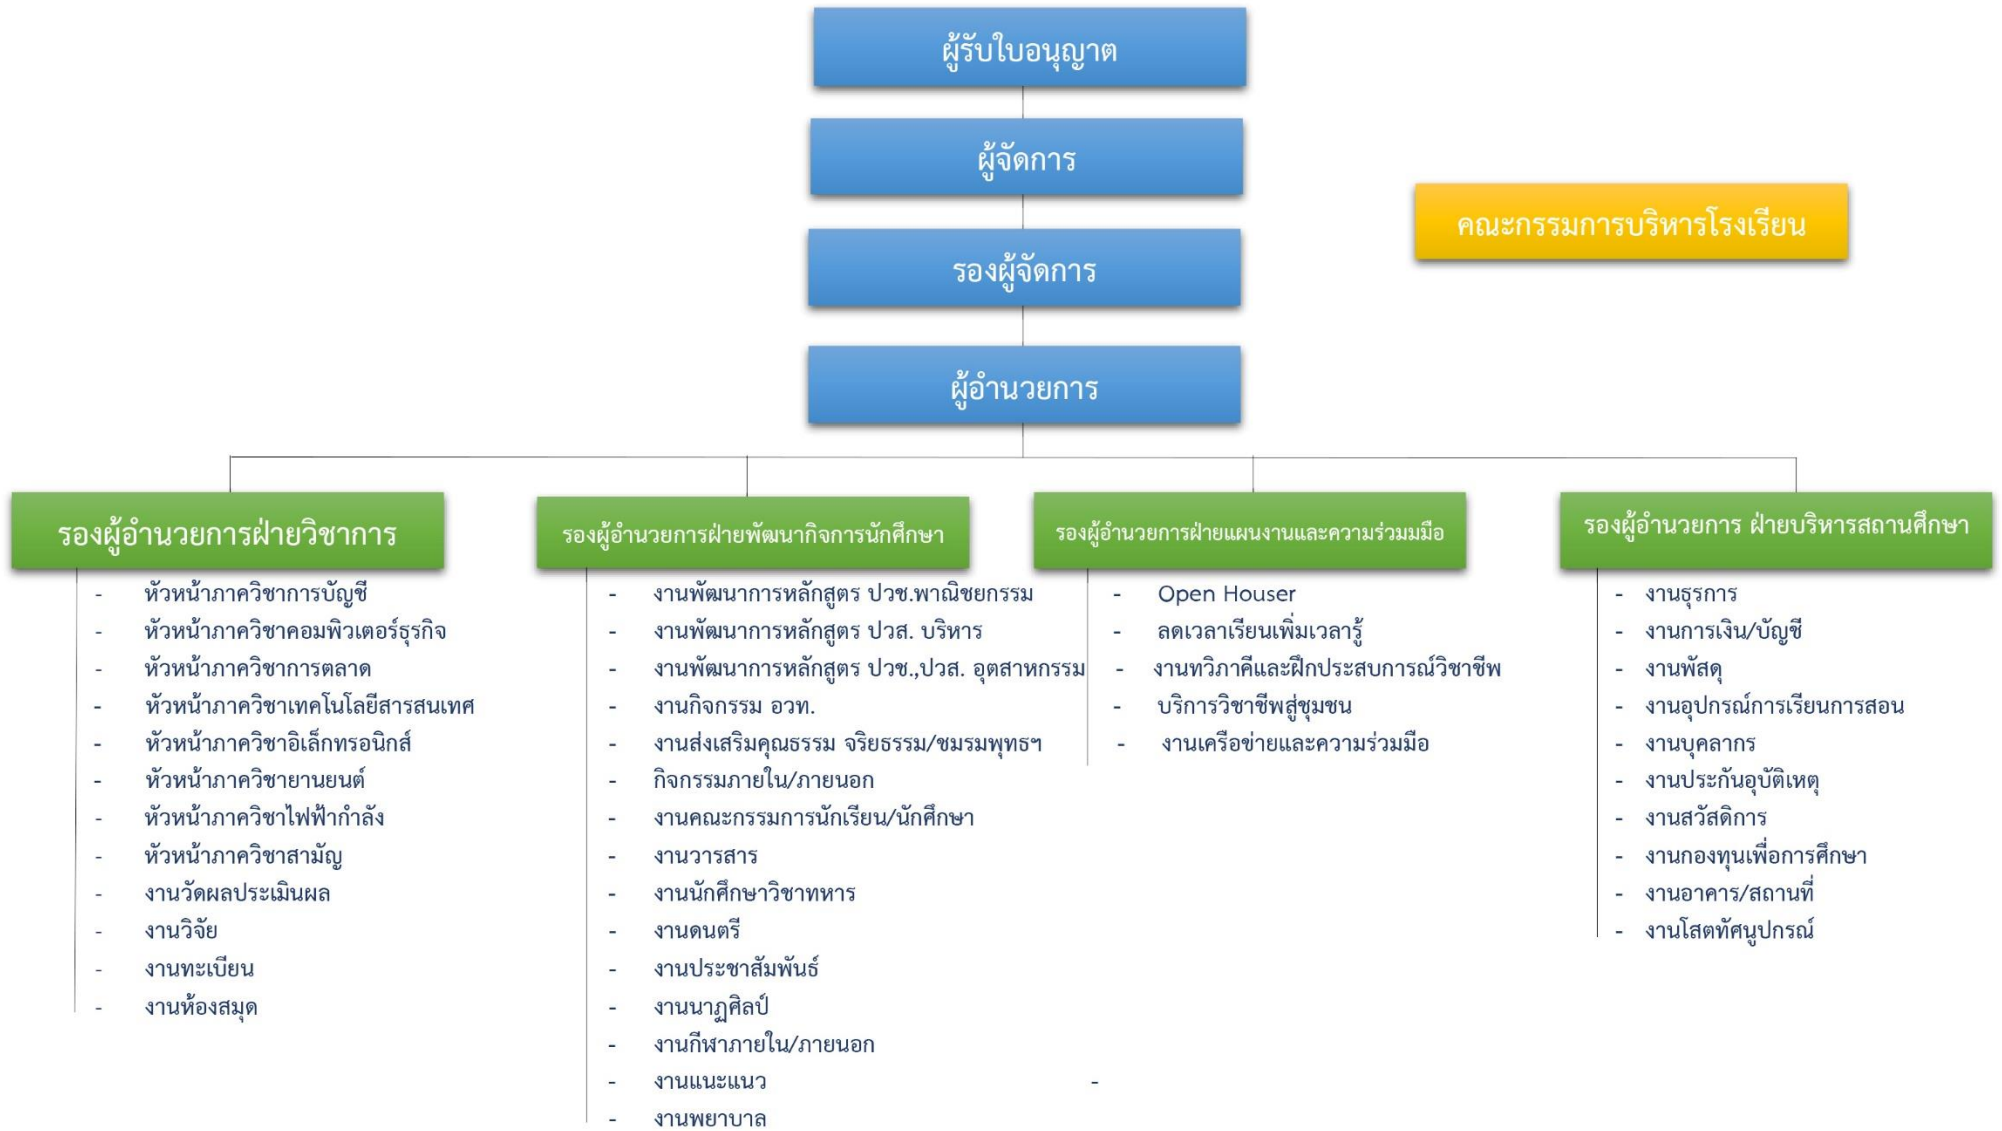 ผู้รับใบอนุญาต
ผู้จัดการ
คณะกรรมการบริหารโรงเรียน
รองผู้จัดการ
ผู้อำนวยการ
รองผู้อำนวยการฝ่ายวิชาการ
- หัวหน้าภาควิชาการบัญชี
- หัวหน้าภาควิชาคอมพิวเตอร์ธุรกิจ
- หัวหน้าภาควิชาการตลาด
- หัวหน้าภาควิชาเทคโนโลยีสารสนเทศ
- หัวหน้าภาควิชาอิเล็กทรอนิกส์
- หัวหน้าภาควิชายานยนต์
- หัวหน้าภาควิชาไฟฟ้ากำลัง
- หัวหน้าภาควิชาสามัญ
- งานวัดผลประเมินผล
- งานวิจัย
- งานทะเบียน
- งานห้องสมุด
รองผู้อำนวยการฝ่ายพัฒนากิจการนักศึกษา
- งานพัฒนาการหลักสูตร ปวช.พาณิชยกรรม
- งานพัฒนาการหลักสูตร ปวส. บริหาร
- งานพัฒนาการหลักสูตร ปวช.,ปวส. อุตสาหกรรม
- งานกิจกรรม อวท.
- งานส่งเสริมคุณธรรม จริยธรรม/ชมรมพุทธฯ
- กิจกรรมภายใน/ภายนอก
- งานคณะกรรมการนักเรียน/นักศึกษา
- งานวารสาร
- งานนักศึกษาวิชาทหาร
- งานดนตรี
- งานประชาสัมพันธ์
- งานนาฏศิลป์
- งานกีฬาภายใน/ภายนอก
- งานแนะแนว
- งานพยาบาล
รองผู้อำนวยการฝ่ายแผนงานและความร่วมมมือ
- Open Houser
- ลดเวลาเรียนเพิ่มเวลารู้
- งานทวิภาคีและฝึกประสบการณ์วิชาชีพ
- บริการวิชาชีพสู่ชุมชน
- งานเครือข่ายและความร่วมมือ
-
รองผู้อำนวยการ ฝ่ายบริหารสถานศึกษา
- งานธุรการ
- งานการเงิน/บัญชี
- งานพัสดุ
- งานอุปกรณ์การเรียนการสอน
- งานบุคลากร
- งานประกันอุบัติเหตุ
- งานสวัสดิการ
- งานกองทุนเพื่อการศึกษา
- งานอาคาร/สถานที่
- งานโสตทัศนูปกรณ์